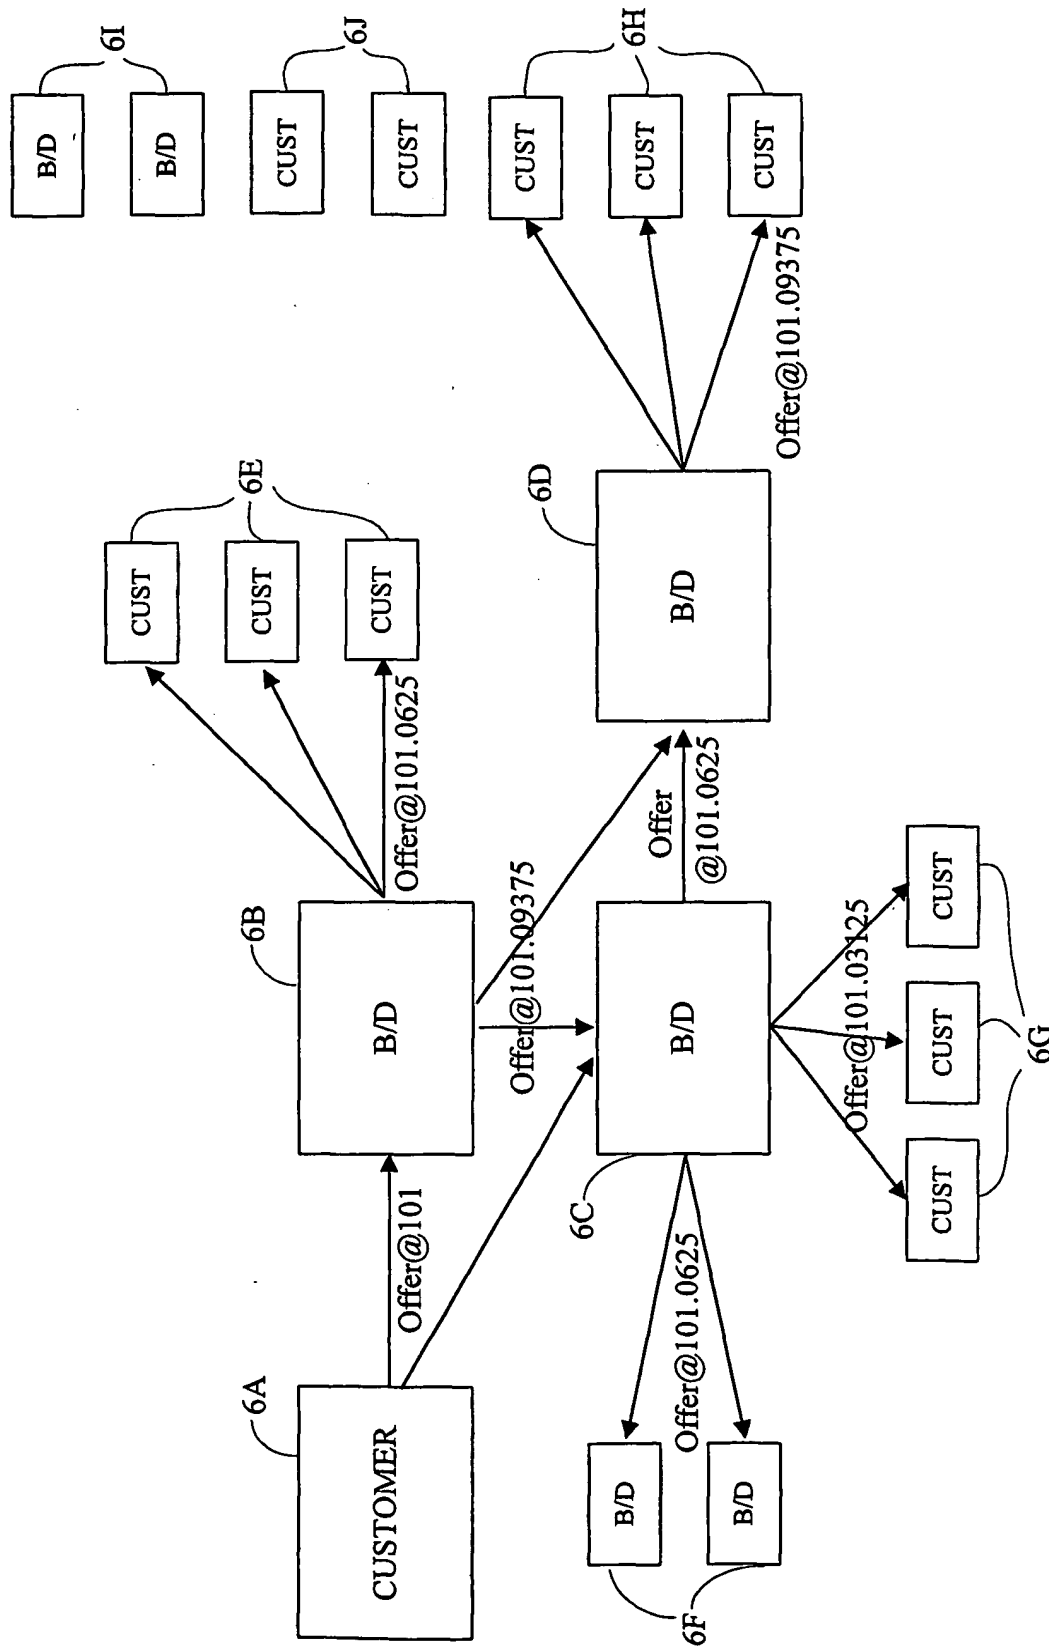 6A
CUSTOMER
Offer@101
6B
B/D
Offer@101.0625
6E
CUST
CUST
CUST
6I
B/D
B/D
6J
CUST
CUST
Offer@101.09375
6C
B/D
Offer
@101.0625
6D
B/D
Offer@101.09375
6H
CUST
CUST
CUST
6F
B/D
B/D
Offer@101.0625
Offer@101.03125
CUST
CUST
CUST
6G